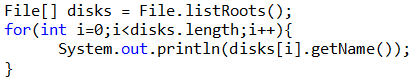 File[] disks = File.listRoots();
for(int i=0;i<disks.length;i++){
      System.out.println(disks[i].getName());
}